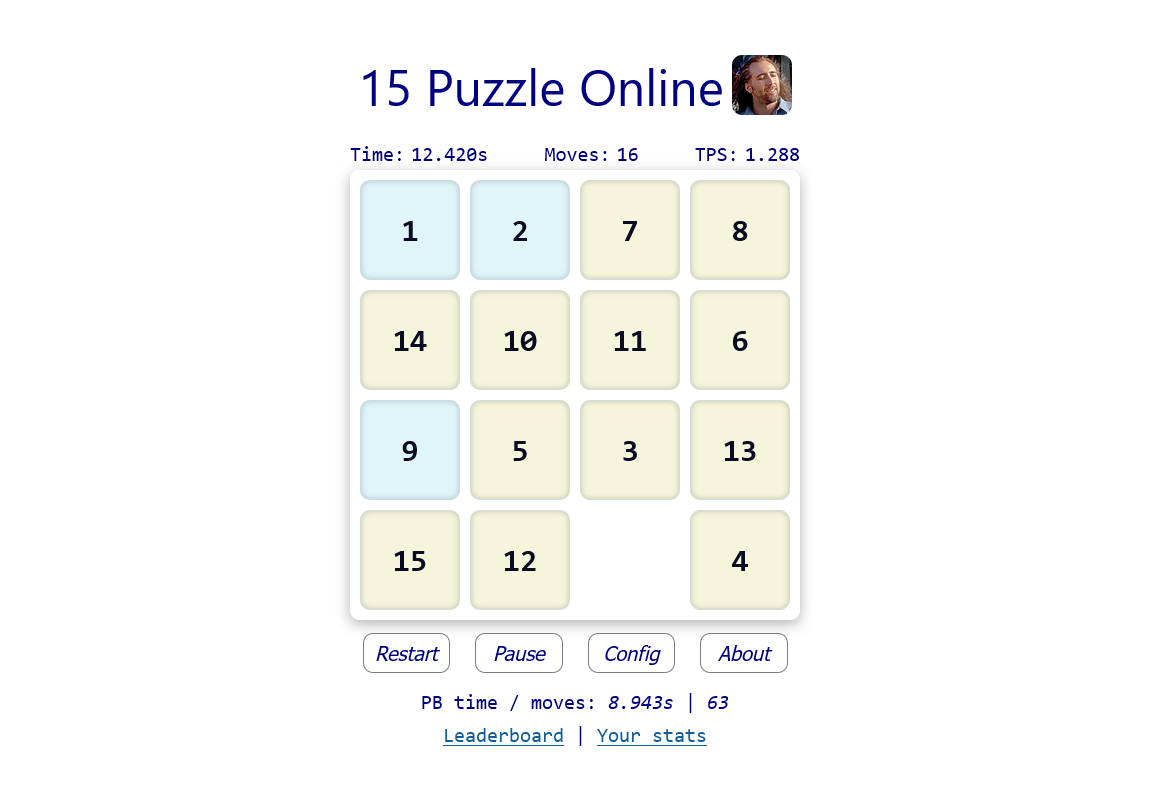 15 Puzzle Online
Time: 12.420s Moves: 16 TPS: 1.288
1 2 7 8
14 10 11 6
9 5 3 13
15 12 4
Restart Pause Config About
PB time / moves: 8.943s | 63
Leaderboard | Your stats